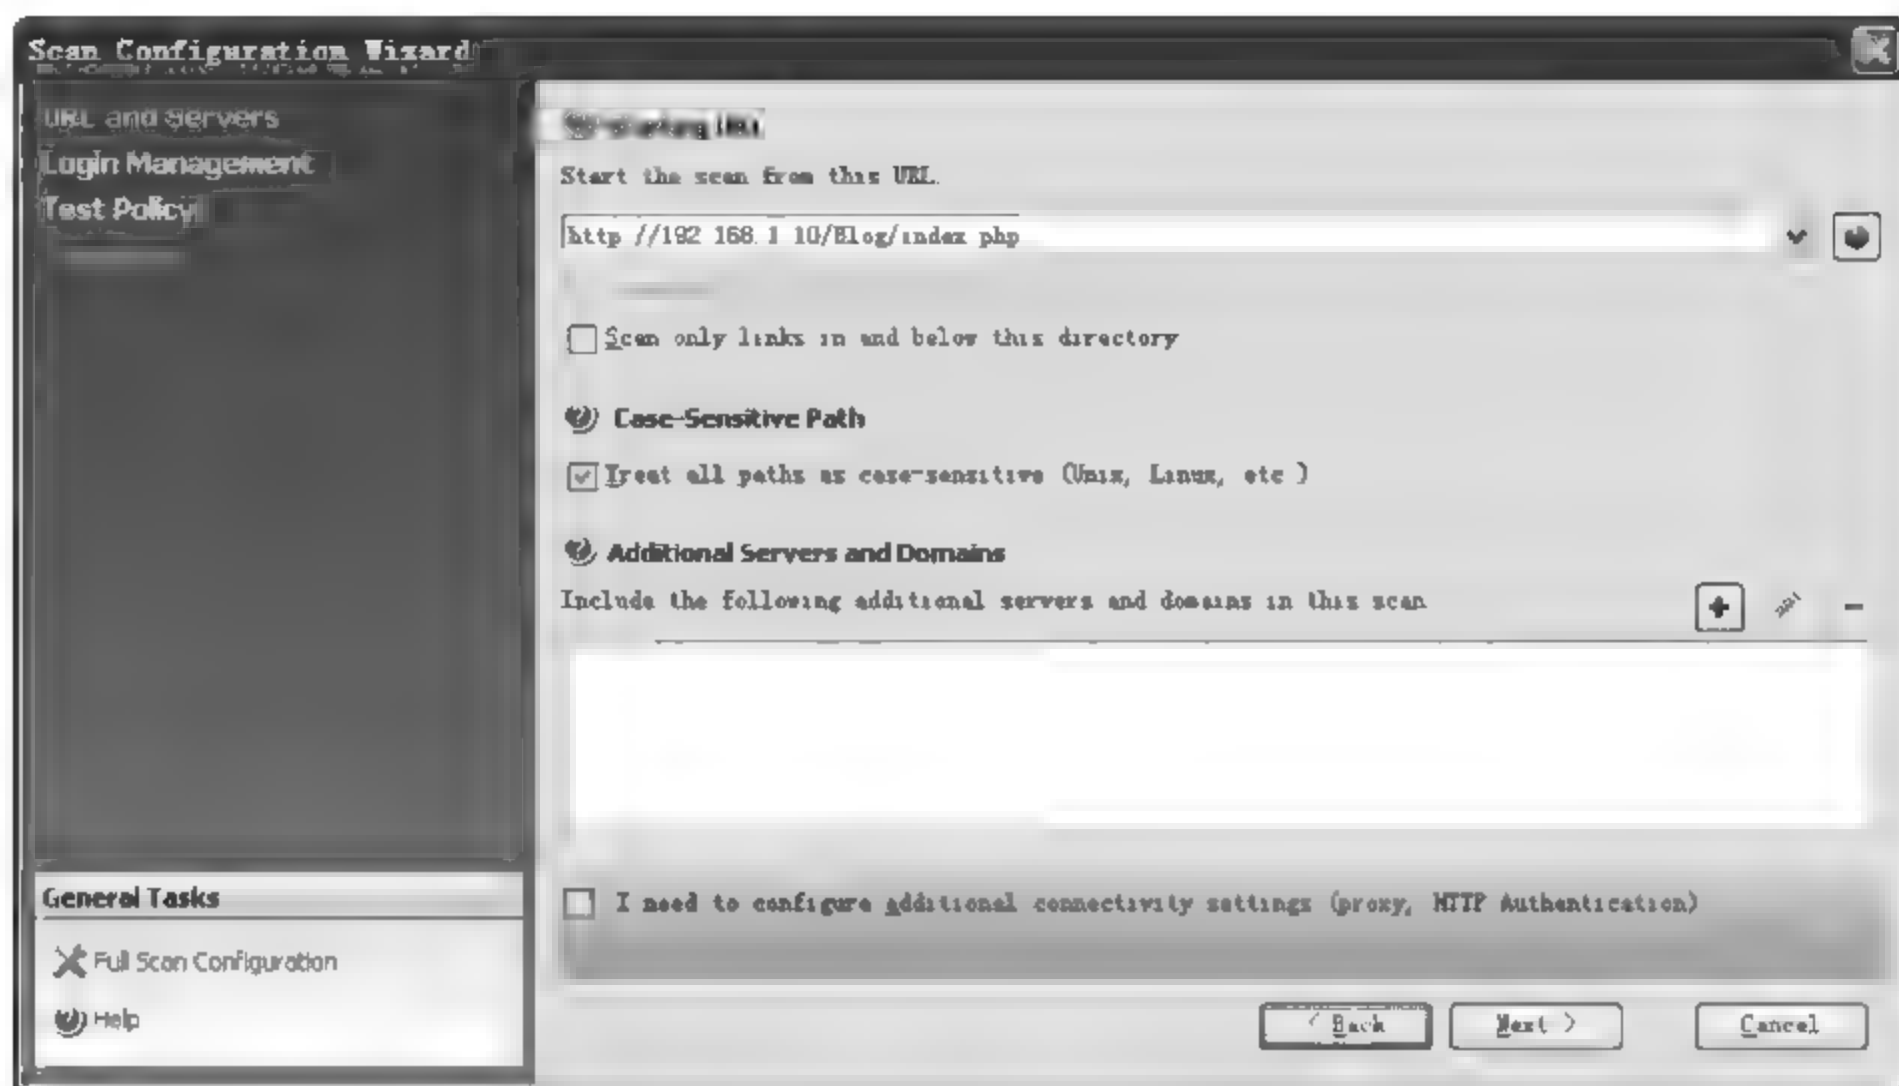 Scan Configuration Wizard
URL and Servers
Login Management
Test Policy
Start the scan from this URL.
http //192 168.1 10/Blog/index php
Scan only links in and below this directory
Case-Sensitive Path
Treat all paths as case-sensitive (Unix, Linux, etc )
Additional Servers and Domains
Include the following additional servers and domains in this scan
I need to configure additional connectivity settings (proxy, HTTP Authentication)
General Tasks
Full Scan Configuration
Help
< Back
Next >
Cancel